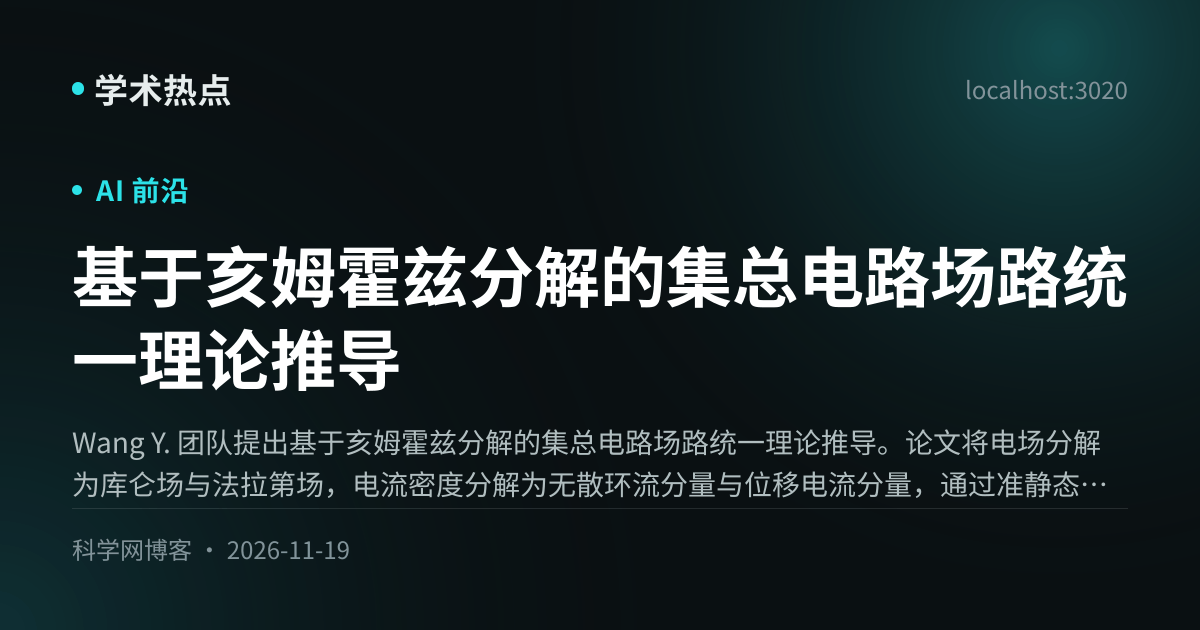 学术热点
localhost:3020
AI 前沿
基于亥姆霍兹分解的集总电路场路统
一理论推导
Wang Y. 团队提出基于亥姆霍兹分解的集总电路场路统一理论推导。论文将电场分解
为库仑场与法拉第场，电流密度分解为无散环流分量与位移电流分量，通过准静态…
科学网博客 · 2026-11-19